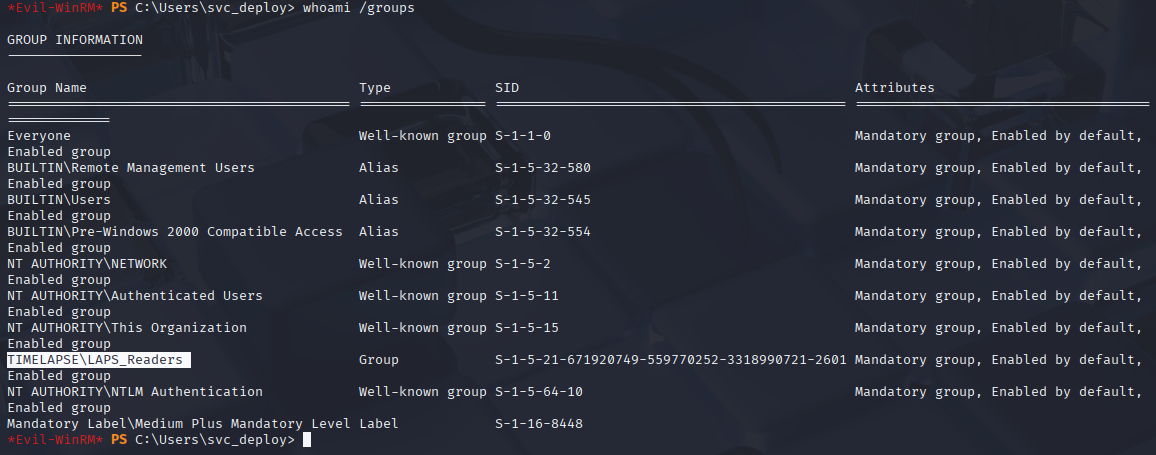 *Evil-WinRM* PS C:\Users\svc_deploy> whoami /groups
GROUP INFORMATION
-----------------
Group Name Type SID Attributes
========================================== ================ ============================================= ==================================================
Everyone Well-known group S-1-1-0 Mandatory group, Enabled by default,
Enabled group
BUILTIN\Remote Management Users Alias S-1-5-32-580 Mandatory group, Enabled by default,
Enabled group
BUILTIN\Users Alias S-1-5-32-545 Mandatory group, Enabled by default,
Enabled group
BUILTIN\Pre-Windows 2000 Compatible Access Alias S-1-5-32-554 Mandatory group, Enabled by default,
Enabled group
NT AUTHORITY\NETWORK Well-known group S-1-5-2 Mandatory group, Enabled by default,
Enabled group
NT AUTHORITY\Authenticated Users Well-known group S-1-5-11 Mandatory group, Enabled by default,
Enabled group
NT AUTHORITY\This Organization Well-known group S-1-5-15 Mandatory group, Enabled by default,
Enabled group
TIMELAPSE\LAPS_Readers Group S-1-5-21-671920749-559770252-3318990721-2601 Mandatory group, Enabled by default,
Enabled group
NT AUTHORITY\NTLM Authentication Well-known group S-1-5-64-10 Mandatory group, Enabled by default,
Enabled group
Mandatory Label\Medium Plus Mandatory Level Label S-1-16-8448
*Evil-WinRM* PS C:\Users\svc_deploy>